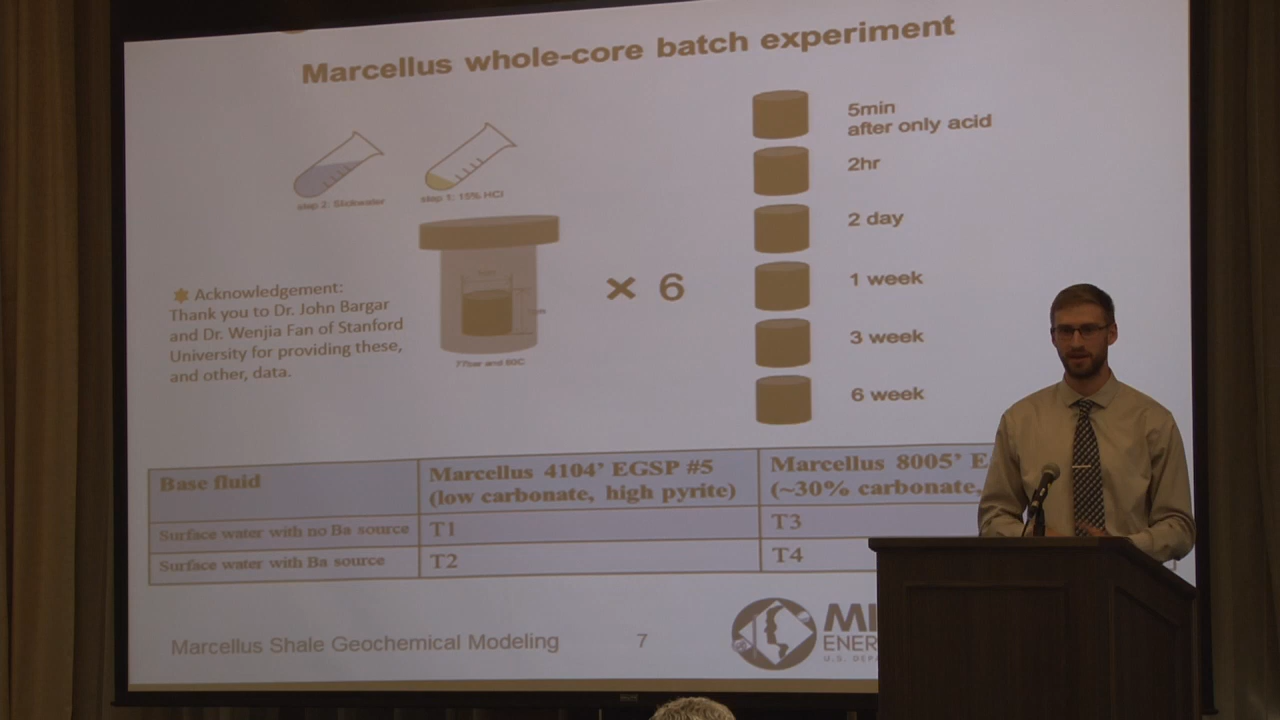 Marcellus whole-core batch experiment
5min
after only acid
2hr
2 day
1 week
3 week
6 week
step 2: Slickwater
step 1: 15% HCl
× 6
Acknowledgement:
Thank you to Dr. John Bargar
and Dr. Wenjia Fan of Stanford
University for providing these,
and other, data.
77bar and 80C
Base fluid
Marcellus 4104’ EGSP #5
(low carbonate, high pyrite)
Marcellus 8005’ E
(~30% carbonate,
Surface water with no Ba source
T1
T3
Surface water with Ba source
T2
T4
Marcellus Shale Geochemical Modeling
7
MI
ENER
U.S. DEP